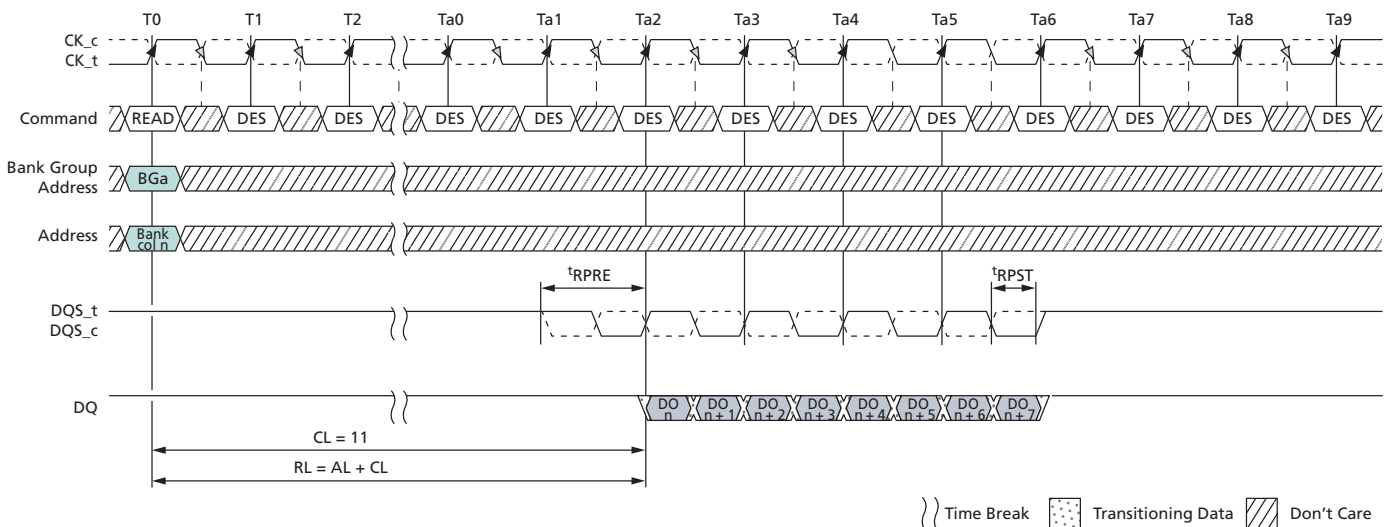 T0 T1 T2 Ta0 Ta1 Ta2 Ta3 Ta4 Ta5 Ta6 Ta7 Ta8 Ta9
CK_c
CK_t
Command READ DES DES DES DES DES DES DES DES DES DES DES DES
Bank Group
Address
BGa
Address
Bank
col n
tRPRE tRPST
DQS_t
DQS_c
DQ
DO
n
DO
n + 1
DO
n + 2
DO
n + 3
DO
n + 4
DO
n + 5
DO
n + 6
DO
n + 7
CL = 11
RL = AL + CL
Time Break Transitioning Data Don't Care